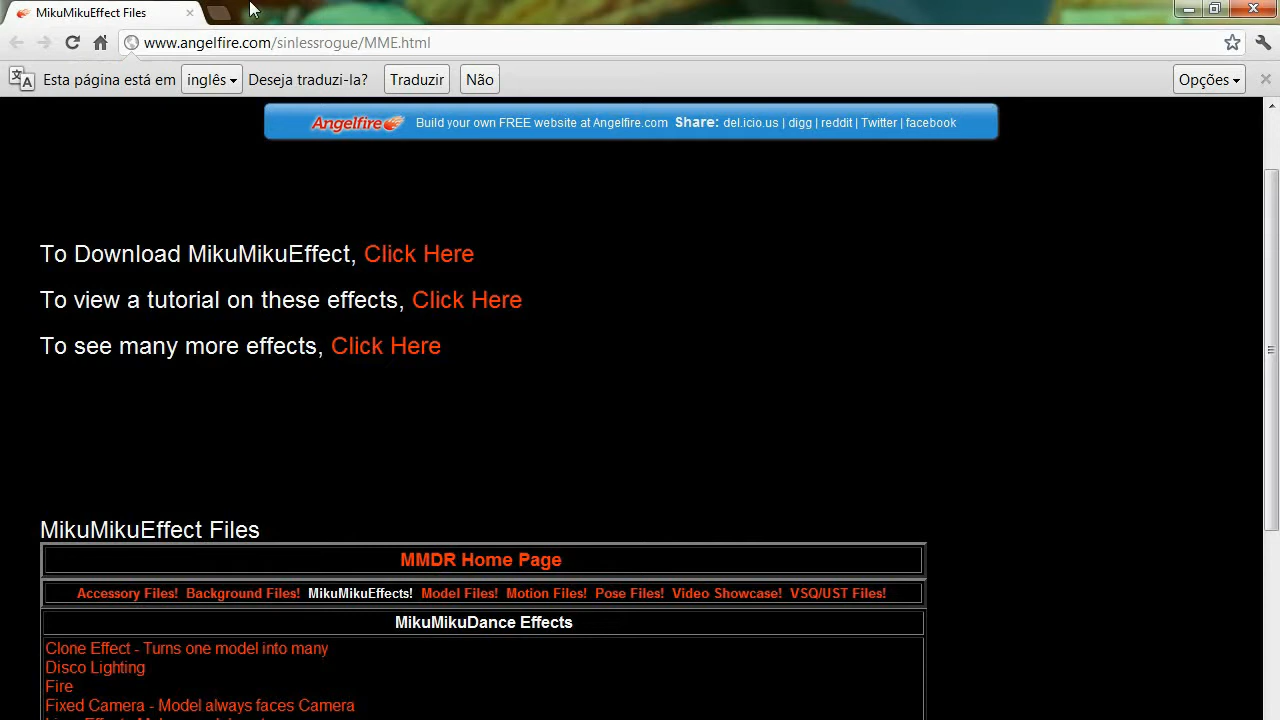 MikuMikuEffect Files
www.angelfire.com/sinlessrogue/MME.html
Esta página está em inglês Deseja traduzi-la? Traduzir Não Opções
Angelfire Build your own FREE website at Angelfire.com Share: del.icio.us | digg | reddit | Twitter | facebook
To Download MikuMikuEffect, Click Here
To view a tutorial on these effects, Click Here
To see many more effects, Click Here
MikuMikuEffect Files
MMDR Home Page
Accessory Files! Background Files! MikuMikuEffects! Model Files! Motion Files! Pose Files! Video Showcase! VSQ/UST Files!
MikuMikuDance Effects
Clone Effect - Turns one model into many
Disco Lighting
Fire
Fixed Camera - Model always faces Camera